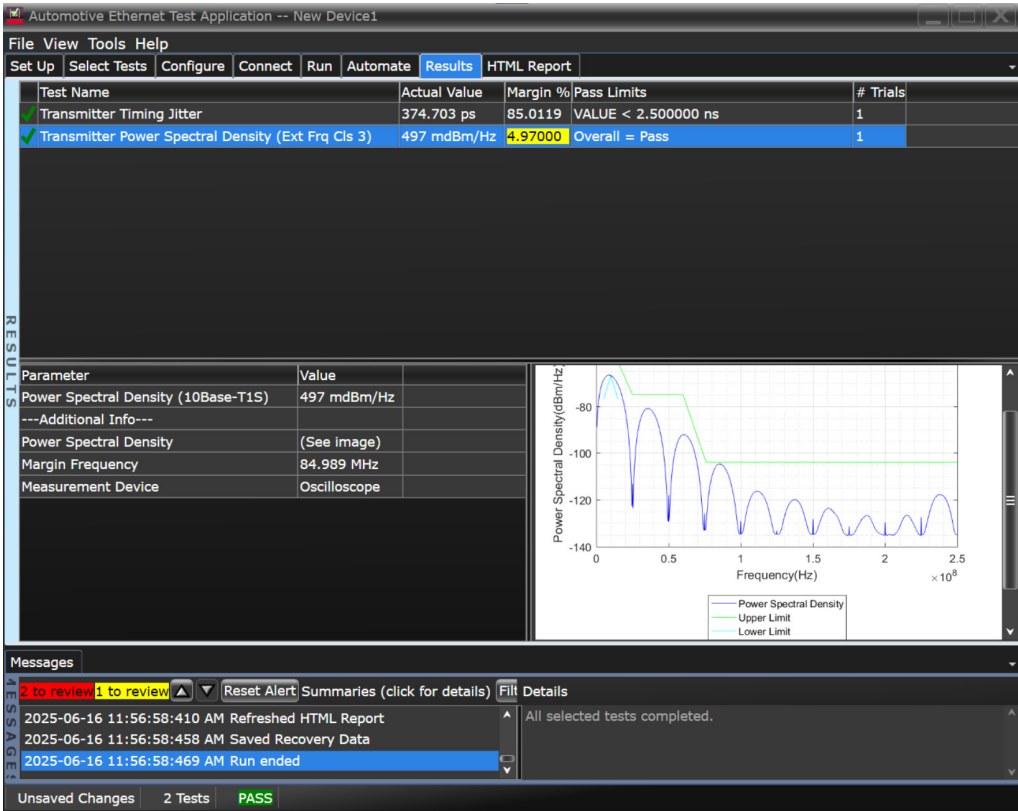 Automotive Ethernet Test Application -- New Device1
File View Tools Help
Set Up Select Tests Configure Connect Run Automate Results HTML Report
Test Name Actual Value Margin % Pass Limits # Trials
Transmitter Timing Jitter 374.703 ps 85.0119 VALUE < 2.500000 ns 1
Transmitter Power Spectral Density (Ext Frq Cls 3) 497 mdBm/Hz 4.97000 Overall = Pass 1
RESULTS
Parameter Value
Power Spectral Density (10Base-T1S) 497 mdBm/Hz
---Additional Info---
Power Spectral Density (See image)
Margin Frequency 84.989 MHz
Measurement Device Oscilloscope
Power Spectral Density(dBm/Hz)
-80
-100
-120
-140
0 0.5 1 1.5 2 2.5
Frequency(Hz) ×10⁸
Power Spectral Density
Upper Limit
Lower Limit
Messages
2 to review 1 to review Reset Alert Summaries (click for details) Filt Details
2025-06-16 11:56:58:410 AM Refreshed HTML Report
2025-06-16 11:56:58:458 AM Saved Recovery Data
2025-06-16 11:56:58:469 AM Run ended
All selected tests completed.
Unsaved Changes 2 Tests PASS